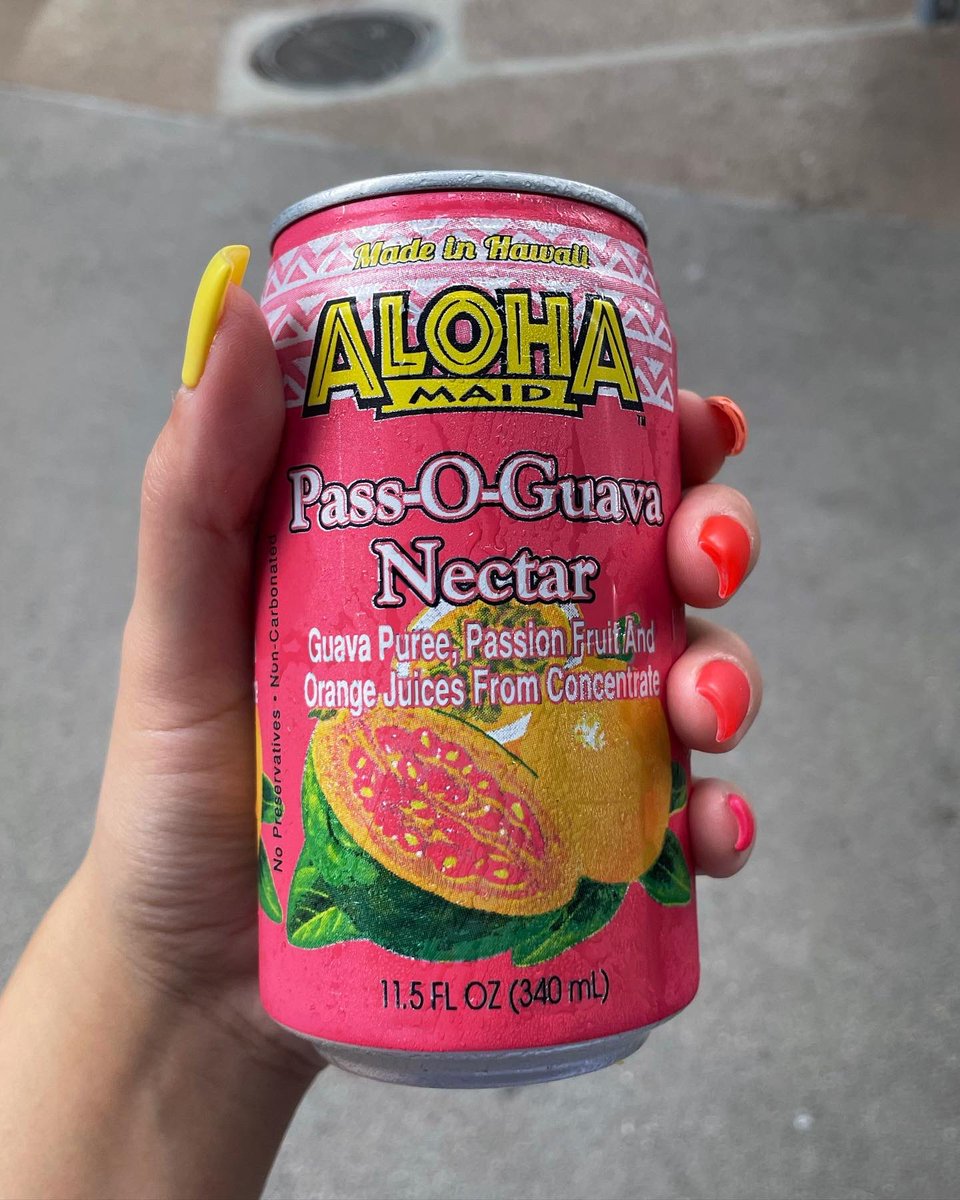 Made in Hawaii
ALOHA
MAID
TM
Pass-O-Guava
Nectar
Guava Puree, Passion Fruit And
Orange Juices From Concentrate
No Preservatives • Non-Carbonated
11.5 FL OZ (340 mL)